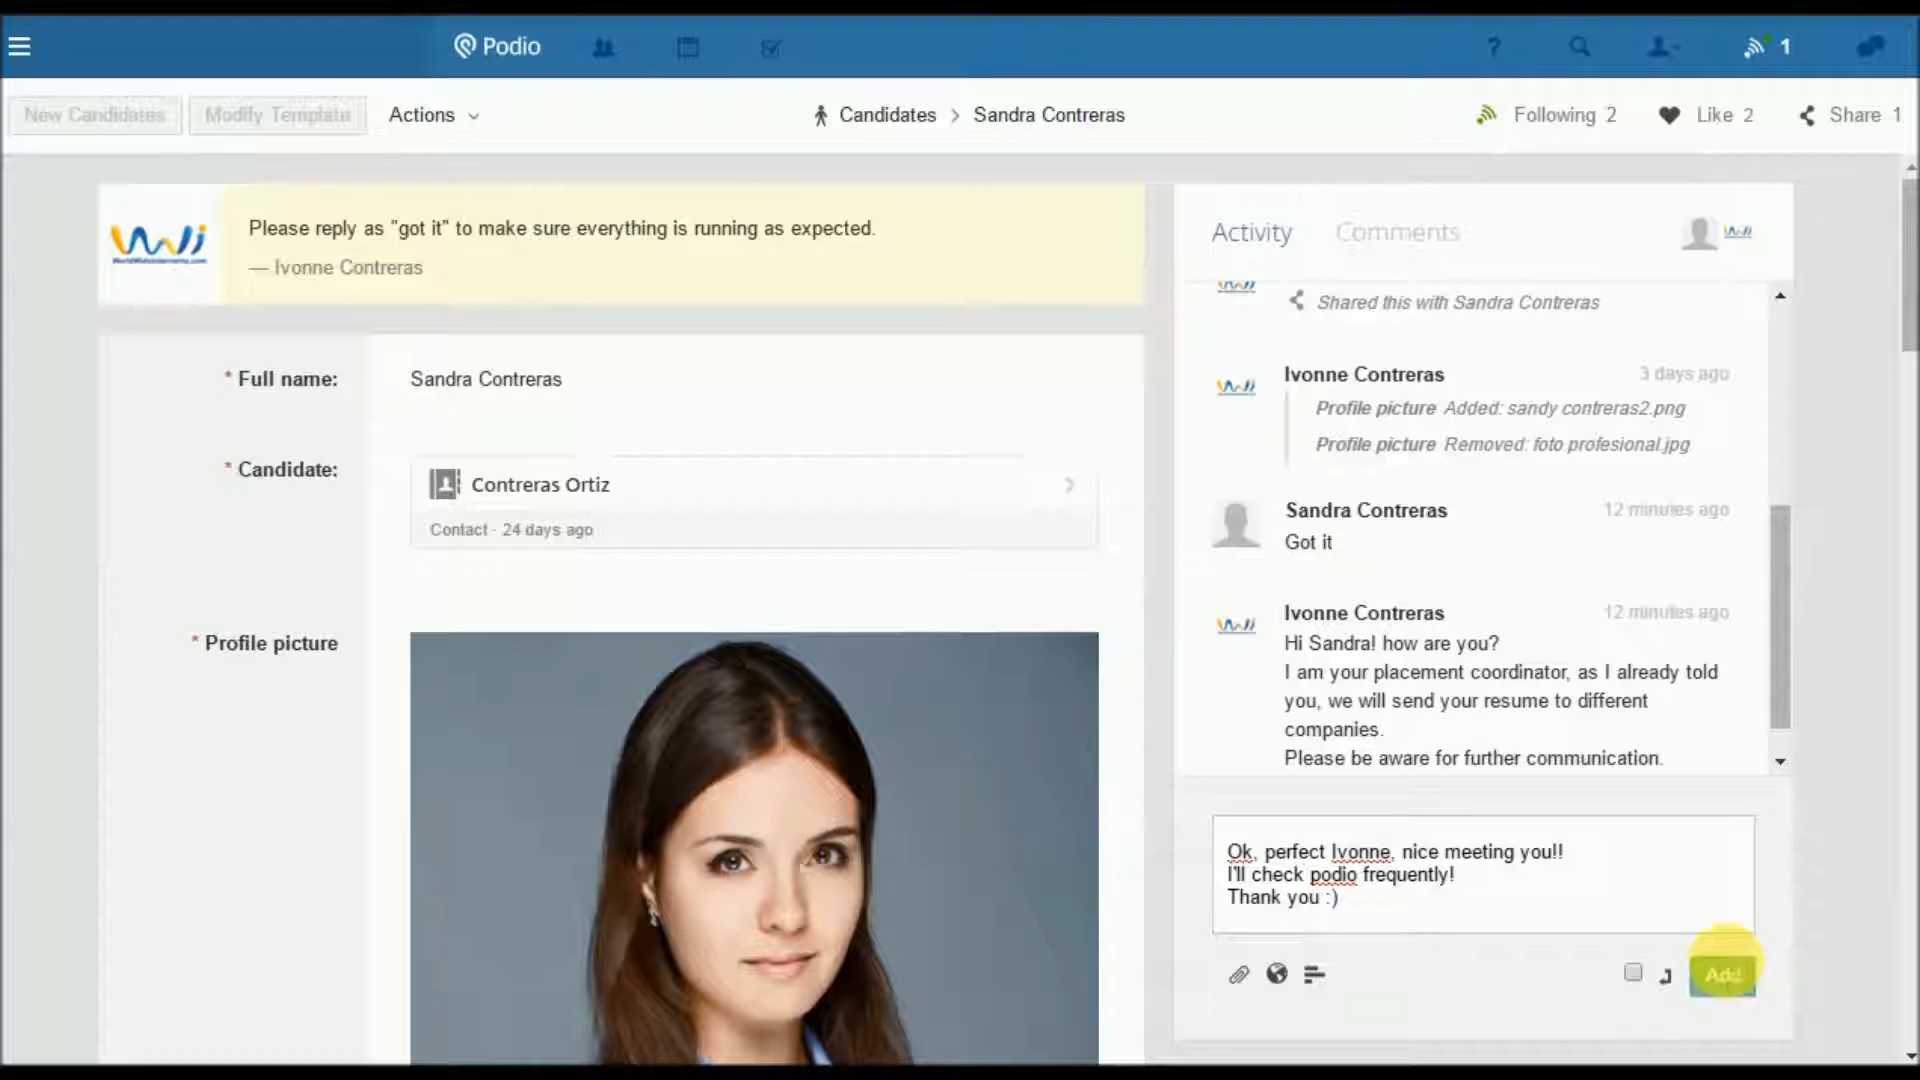 Podio
? 1
New Candidates Modify Template Actions
Candidates > Sandra Contreras
Following 2 Like 2 Share 1
Please reply as "got it" to make sure everything is running as expected.
— Ivonne Contreras
* Full name: Sandra Contreras
* Candidate: Contreras Ortiz
Contact - 24 days ago
* Profile picture
Activity Comments
Shared this with Sandra Contreras
Ivonne Contreras 3 days ago
Profile picture Added: sandy contreras2.png
Profile picture Removed: foto profesional.jpg
Sandra Contreras 12 minutes ago
Got it
Ivonne Contreras 12 minutes ago
Hi Sandra! how are you?
I am your placement coordinator, as I already told
you, we will send your resume to different
companies.
Please be aware for further communication.
Ok, perfect Ivonne, nice meeting you!!
I'll check podio frequently!
Thank you :)
Add